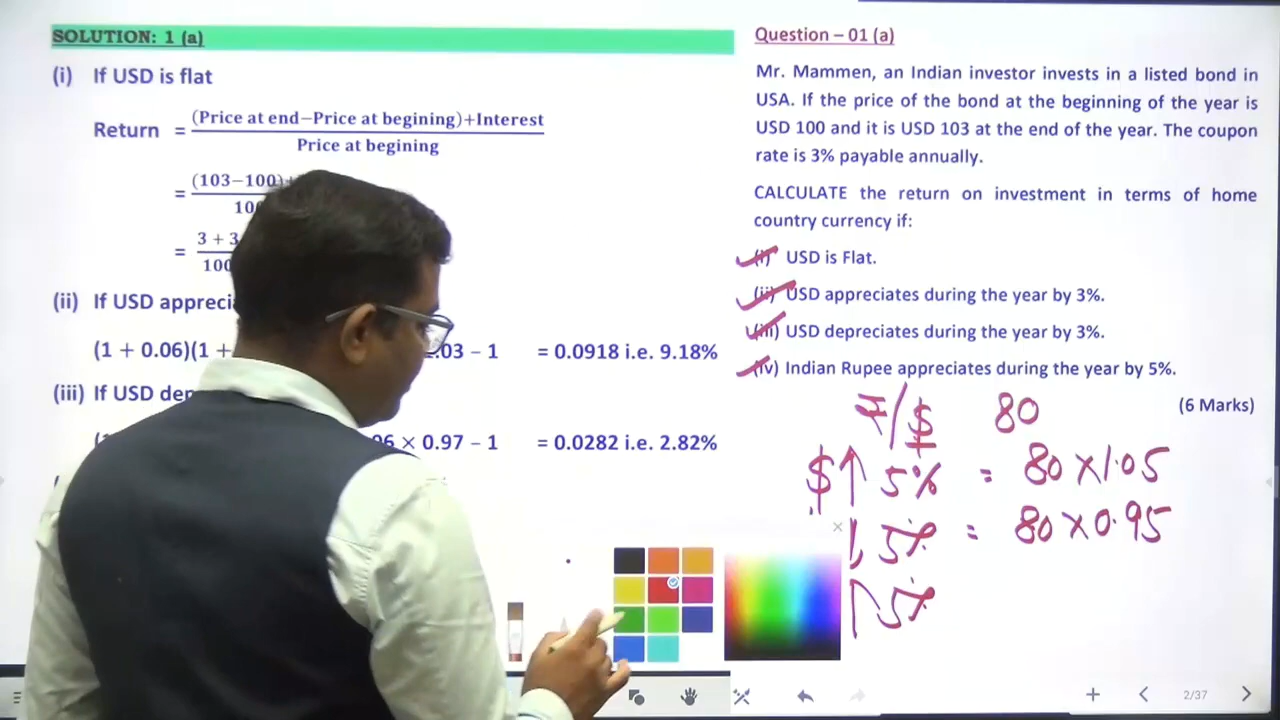 SOLUTION: 1 (a)
(i) If USD is flat
Return = (Price at end−Price at begining)+Interest
Price at begining
= (103−100)
= 3 + 3
100
(ii) If USD
(1 + 0.06)(1 + .03 − 1 = 0.0918 i.e. 9.18%
(iii) If USD
× 0.97 − 1 = 0.0282 i.e. 2.82%
Question – 01 (a)
Mr. Mammen, an Indian investor invests in a listed bond in
USA. If the price of the bond at the beginning of the year is
USD 100 and it is USD 103 at the end of the year. The coupon
rate is 3% payable annually.
CALCULATE the return on investment in terms of home
country currency if:
(i) USD is Flat.
(ii) USD appreciates during the year by 3%.
(iii) USD depreciates during the year by 3%.
(iv) Indian Rupee appreciates during the year by 5%.
(6 Marks)
₹/$ 80
$↑ 5% = 80×1.05
↓ 5% = 80×0.95
↑ 5%
2/37